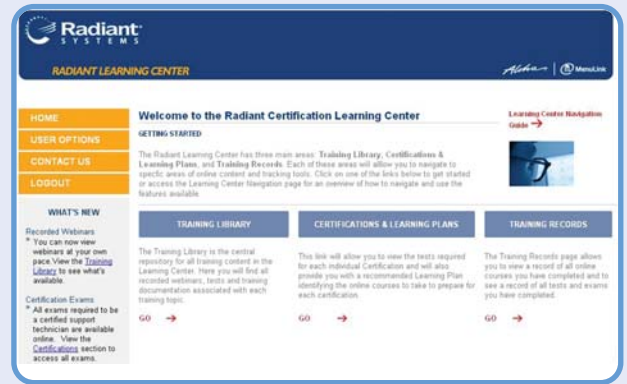 Radiant
SYSTEMS
RADIANT LEARNING CENTER
Aloha | MenuLink
HOME
USER OPTIONS
CONTACT US
LOGOUT
WHAT'S NEW
Recorded Webinars
* You can now view
webinars at your own
pace. View the Training
Library to see what's
available.
Certification Exams
* All exams required to be
a certified support
technician are available
online. View the
Certifications section to
access all exams.
Welcome to the Radiant Certification Learning Center
GETTING STARTED
The Radiant Learning Center has three main areas: Training Library, Certifications &
Learning Plans, and Training Records. Each of these areas will allow you to navigate to
specific areas of online content and tracking tools. Click on one of the links below to get started
or access the Learning Center Navigation page for an overview of how to navigate and use the
features available.
Learning Center Navigation
Guide →
TRAINING LIBRARY
The Training Library is the central
repository for all training content in the
Learning Center. Here you will find all
recorded webinars, tests and training
documentation associated with each
training topic.
GO →
CERTIFICATIONS & LEARNING PLANS
This link will allow you to view the tests required
for each individual Certification and will also
provide you with a recommended Learning Plan
identifying the online courses to take to prepare for
each certification.
GO →
TRAINING RECORDS
The Training Records page allows
you to view a record of all online
courses you have completed and to
see a record of all tests and exams
you have completed.
GO →